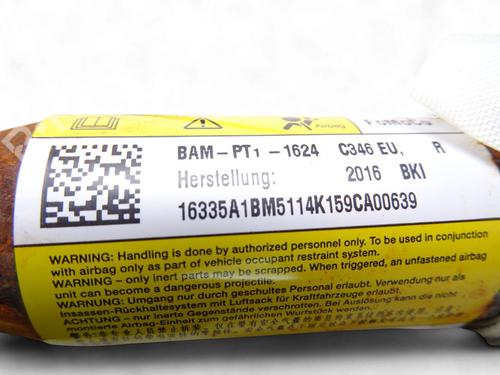 Airbag
FoMoCo
BAM-PT1-1624 C346 EU, R
Herstellung: 2016 BKI
16335A1BM5114K159CA00639
WARNING: Handling is done by authorized personnel only. To be used in conjunction
with airbag only as part of vehicle occupant restraint system.
WARNING - only inert parts may be scrapped. When triggered, an unfastened airbag
unit can become a dangerous projectile.
WARNUNG: Umgang nur durch geschultes Personal erlaubt. Verwendung nur als
Insassen-Rückhaltesystem mit Luftsack für Kraftfahrzeuge erlaubt.
ACHTUNG - nur inerte Gegenstände verschrotten. Bei Auslösung kann die nicht
montierte Airbag-Einheit zum gefährlichen Wurfstück werden.